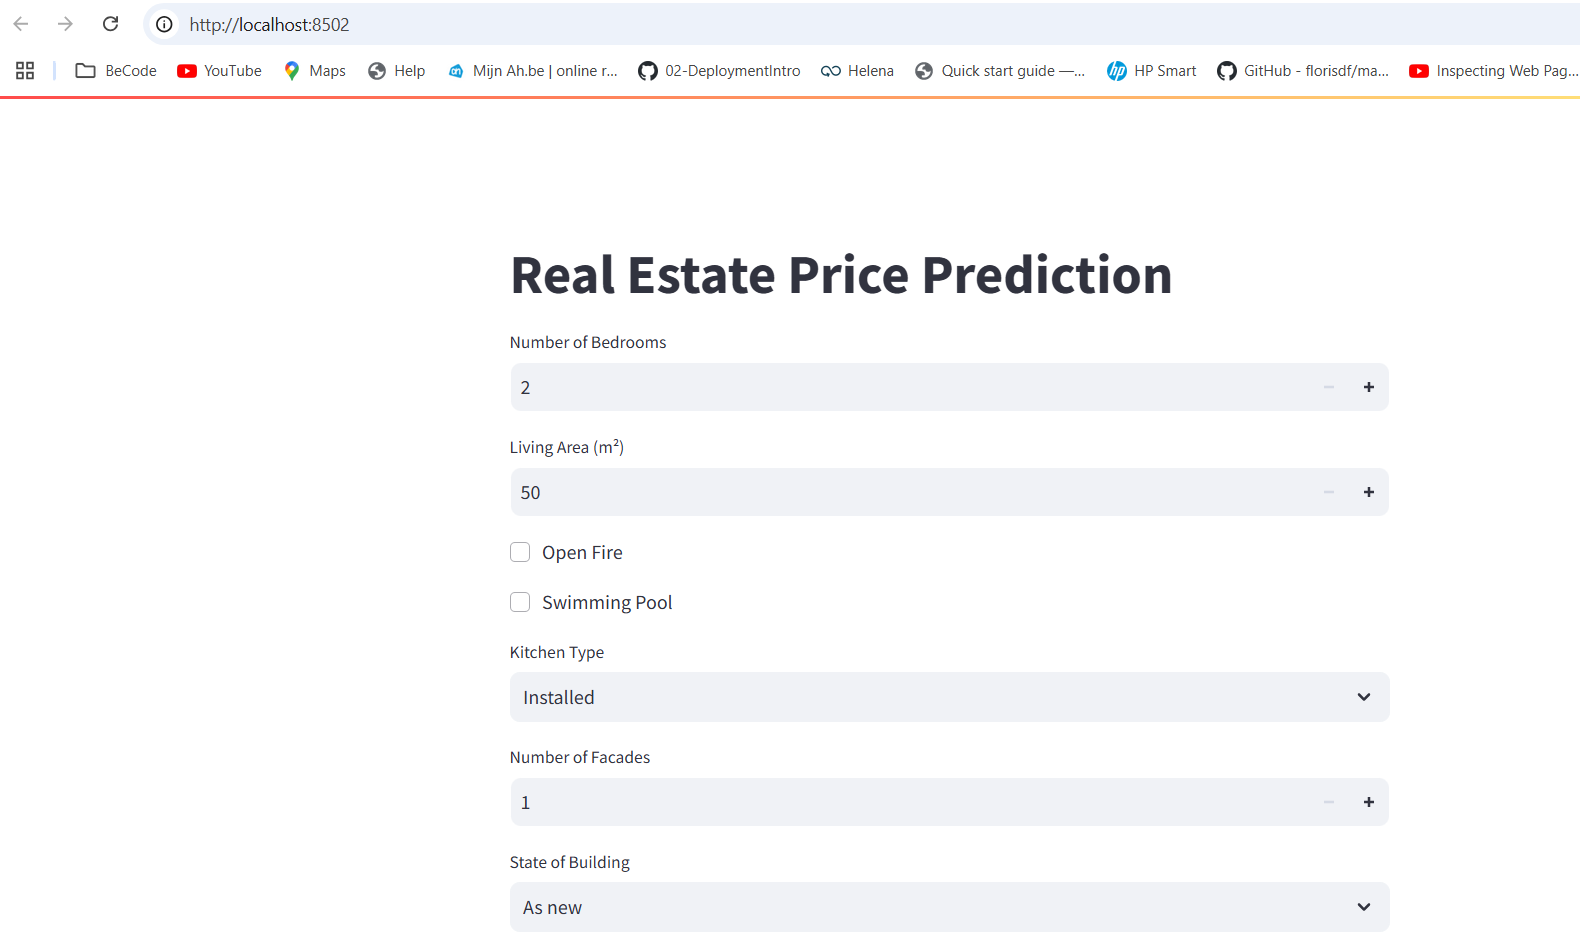 http://localhost:8502
BeCode YouTube Maps Help Mijn Ah.be | online r... 02-DeploymentIntro Helena Quick start guide —... HP Smart GitHub - florisdf/ma... Inspecting Web Pag...
Real Estate Price Prediction
Number of Bedrooms
2
Living Area (m²)
50
Open Fire
Swimming Pool
Kitchen Type
Installed
Number of Facades
1
State of Building
As new